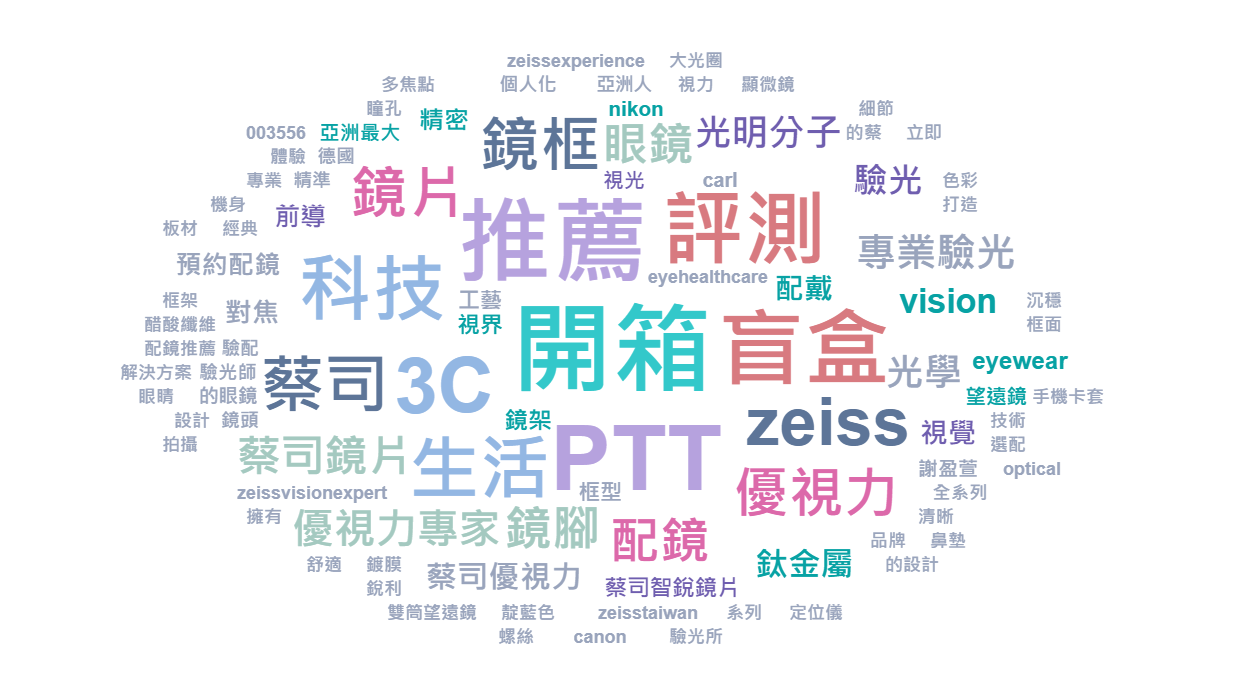 zeissexperience 大光圈
多焦點 個人化 亞洲人 視力 顯微鏡
瞳孔 精密 nikon 細節
003556 亞洲最大 鏡框 眼鏡 光明分子 的蔡 立即
體驗 德國
專業 精準 鏡片 視光 carl 驗光 色彩
機身 前導 打造
板材 經典 推薦 評測
預約配鏡 科技 eyehealthcare 配戴 專業驗光
框架 對焦 工藝 vision 沉穩
醋酸纖維 視界 框面
配鏡推薦 驗配 開箱 盲盒
解決方案 驗光師 蔡司 3C 光學 eyewear
眼睛 的眼鏡 望遠鏡 手機卡套
設計 鏡頭 鏡架 zeiss 視覺 技術
拍攝 蔡司鏡片 生活 PTT 選配
謝盈萱 optical
zeissvisionexpert 框型 優視力 全系列
擁有 優視力專家 鏡腳 配鏡 清晰
品牌 鼻墊
舒適 鍍膜 鈦金屬 的設計
銳利 蔡司優視力 蔡司智銳鏡片
雙筒望遠鏡 靛藍色 zeisstaiwan 系列 定位儀
螺絲 canon 驗光所